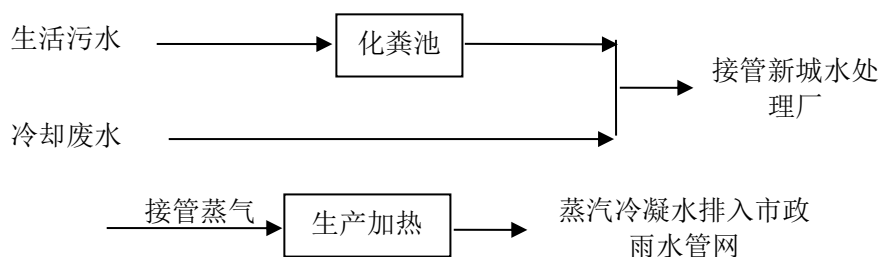 生活污水
化粪池
接管新城水处
理厂
冷却废水
接管蒸气
生产加热
蒸汽冷凝水排入市政
雨水管网